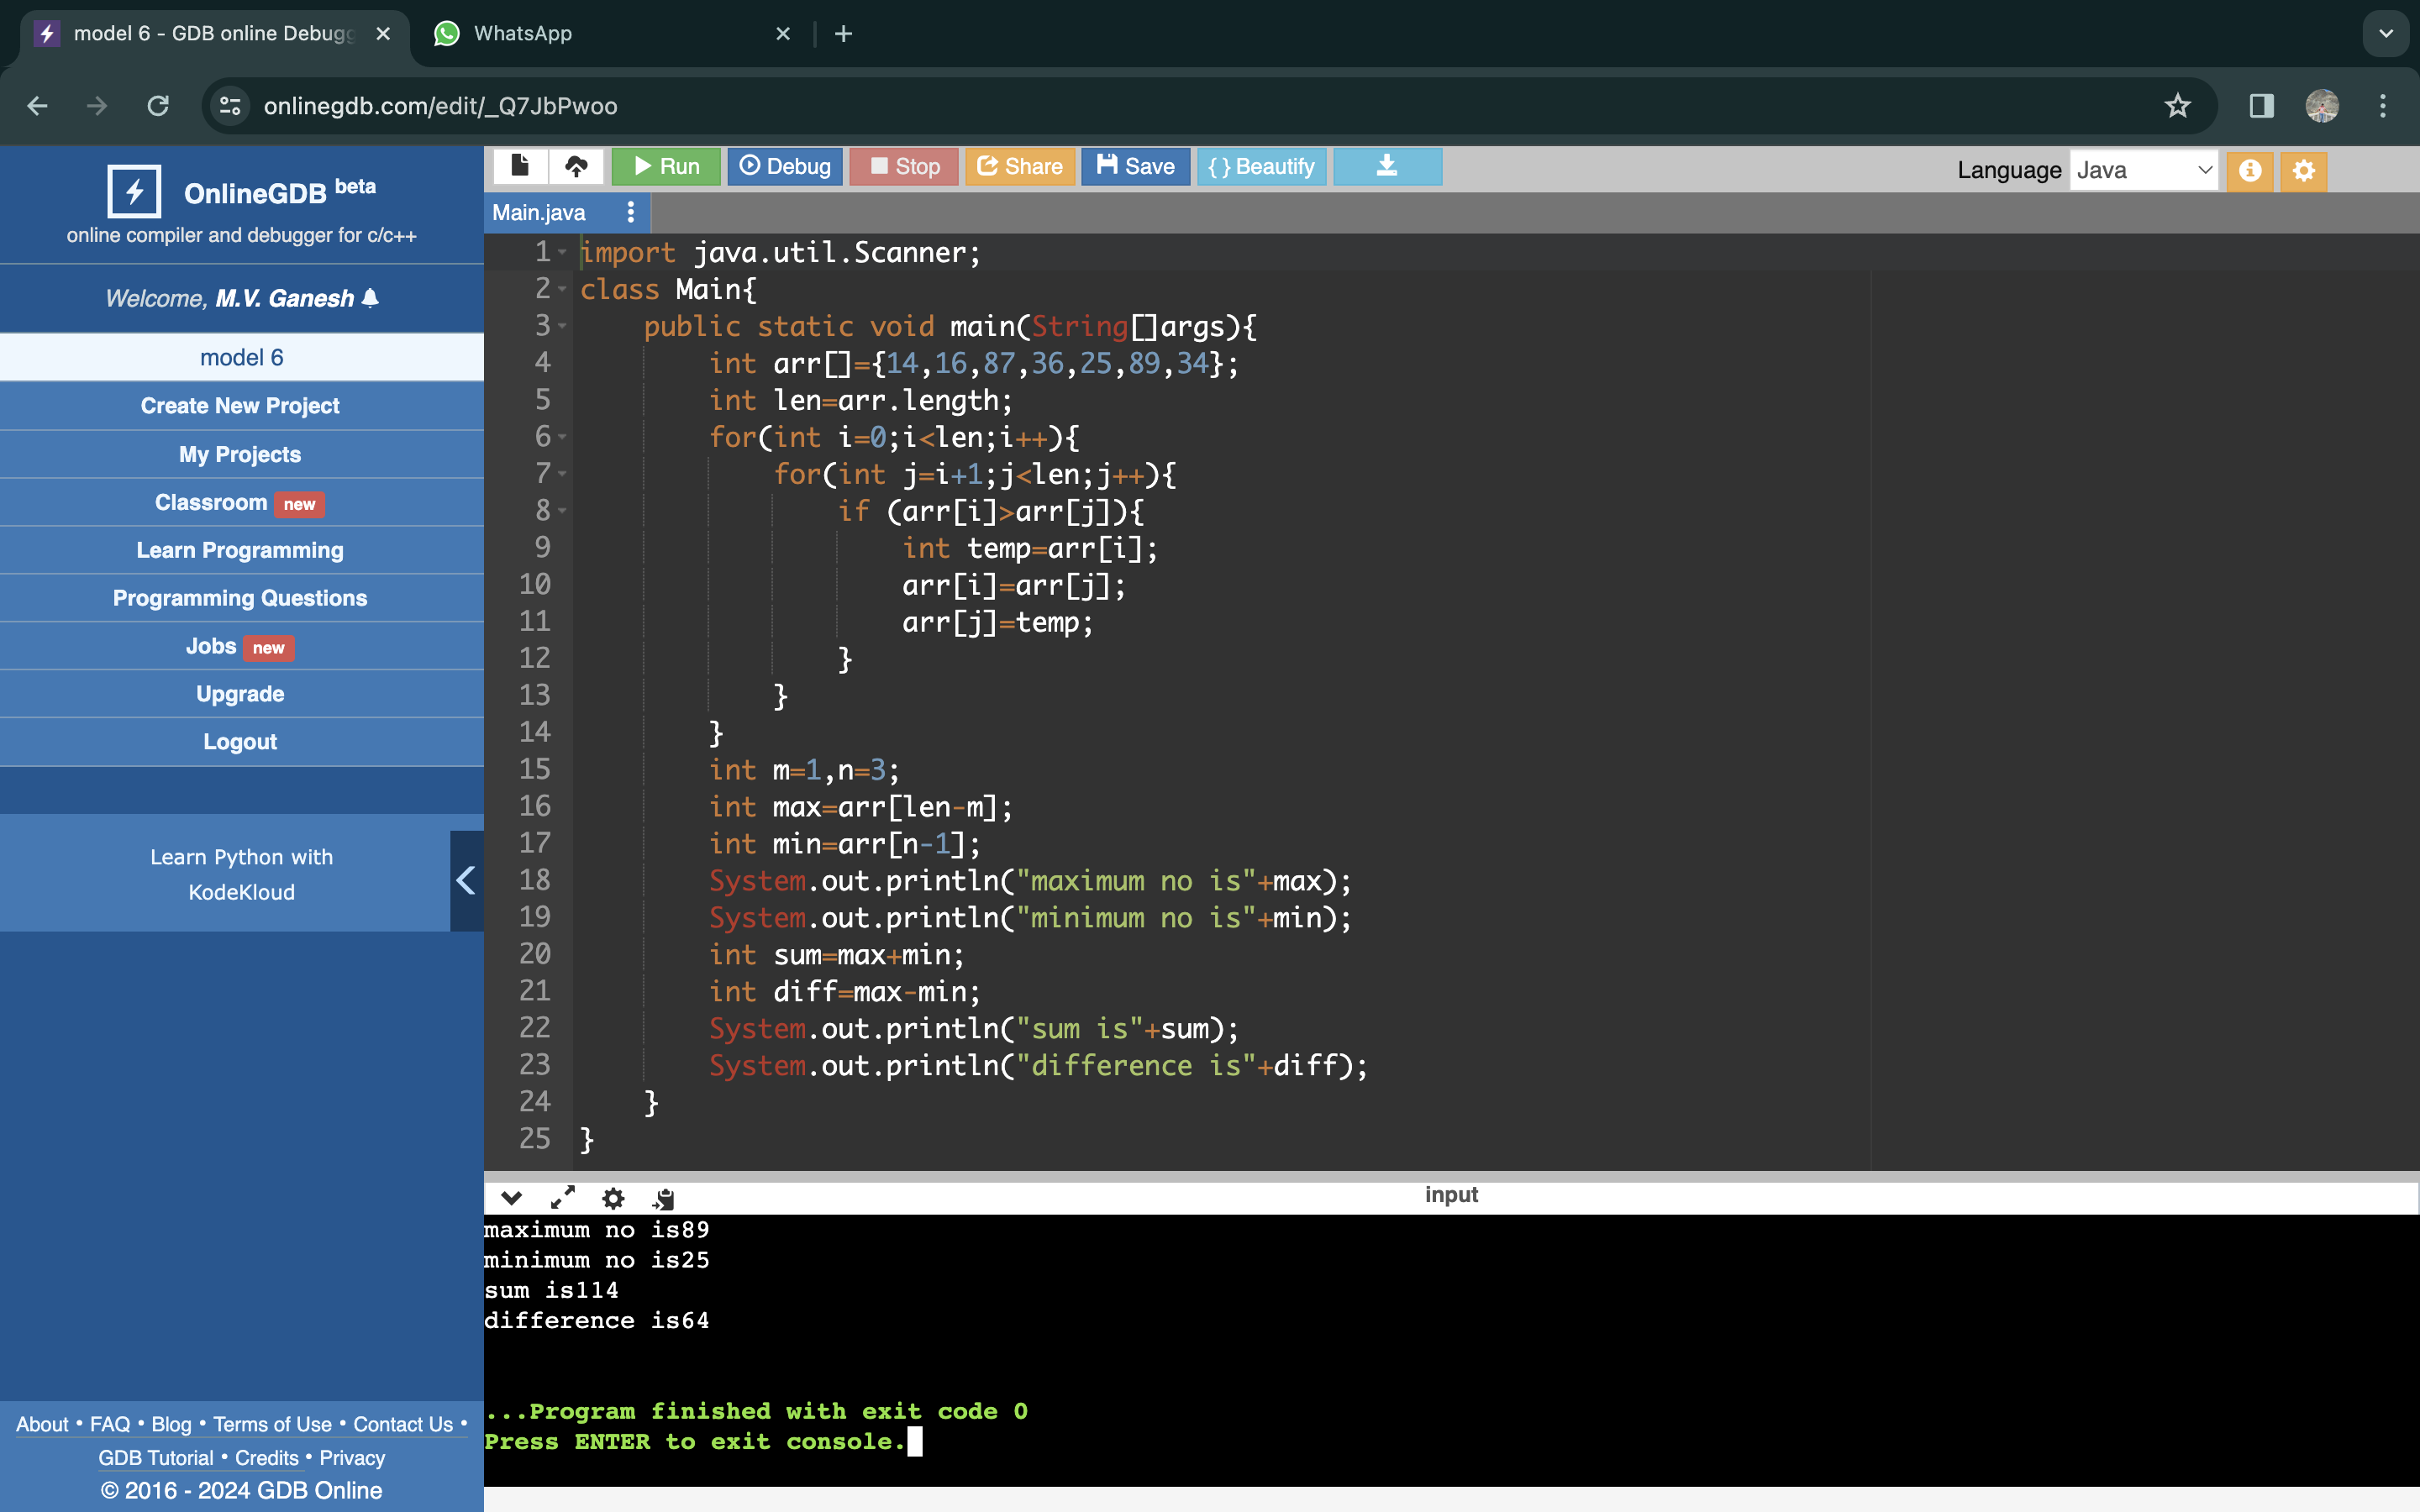 model 6 - GDB online Debugg
WhatsApp
onlinegdb.com/edit/_Q7JbPwoo
OnlineGDB beta
online compiler and debugger for c/c++
Welcome, M.V. Ganesh
model 6
Create New Project
My Projects
Classroom new
Learn Programming
Programming Questions
Jobs new
Upgrade
Logout
Learn Python with
KodeKloud
About • FAQ • Blog • Terms of Use • Contact Us •
GDB Tutorial • Credits • Privacy
© 2016 - 2024 GDB Online
Run Debug Stop Share Save {} Beautify
Language Java
Main.java
1 import java.util.Scanner;
2 class Main{
3     public static void main(String[]args){
4         int arr[]={14,16,87,36,25,89,34};
5         int len=arr.length;
6         for(int i=0;i<len;i++){
7             for(int j=i+1;j<len;j++){
8                 if (arr[i]>arr[j]){
9                     int temp=arr[i];
10                     arr[i]=arr[j];
11                     arr[j]=temp;
12                 }
13             }
14         }
15         int m=1,n=3;
16         int max=arr[len-m];
17         int min=arr[n-1];
18         System.out.println("maximum no is"+max);
19         System.out.println("minimum no is"+min);
20         int sum=max+min;
21         int diff=max-min;
22         System.out.println("sum is"+sum);
23         System.out.println("difference is"+diff);
24     }
25 }
input
maximum no is89
minimum no is25
sum is114
difference is64
...Program finished with exit code 0
Press ENTER to exit console.